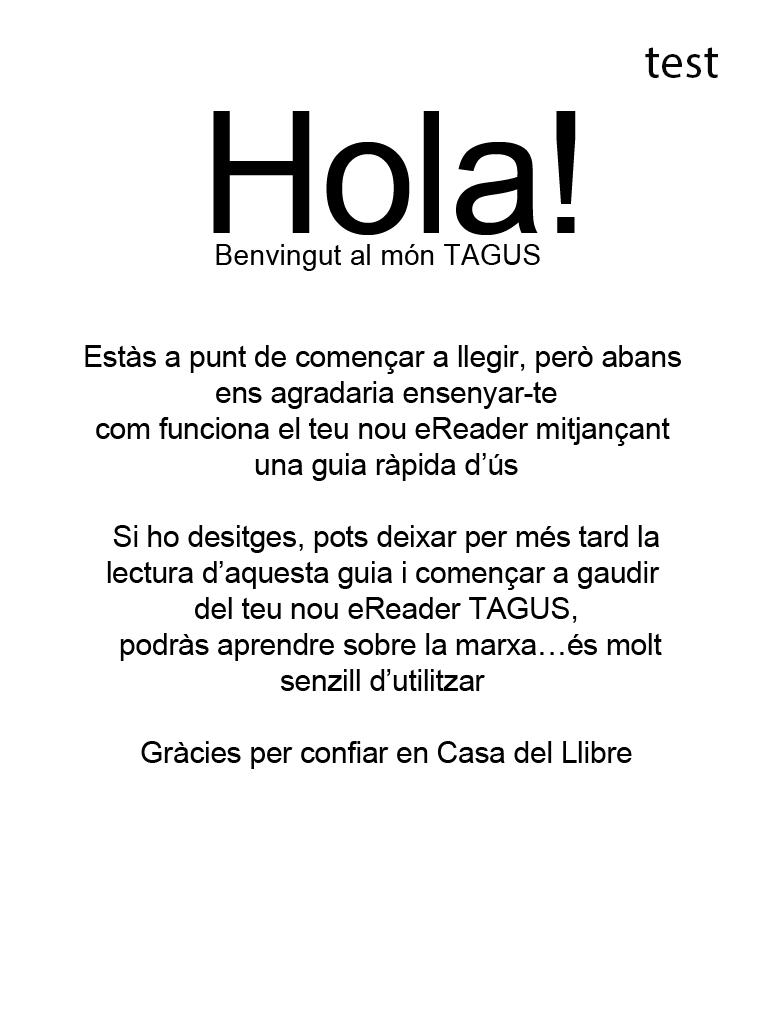 test
Hola!
Benvingut al món TAGUS
Estàs a punt de començar a llegir, però abans
ens agradaria ensenyar-te
com funciona el teu nou eReader mitjançant
una guia ràpida d’ús
Si ho desitges, pots deixar per més tard la
lectura d’aquesta guia i començar a gaudir
del teu nou eReader TAGUS,
podràs aprendre sobre la marxa…és molt
senzill d’utilitzar
Gràcies per confiar en Casa del Llibre